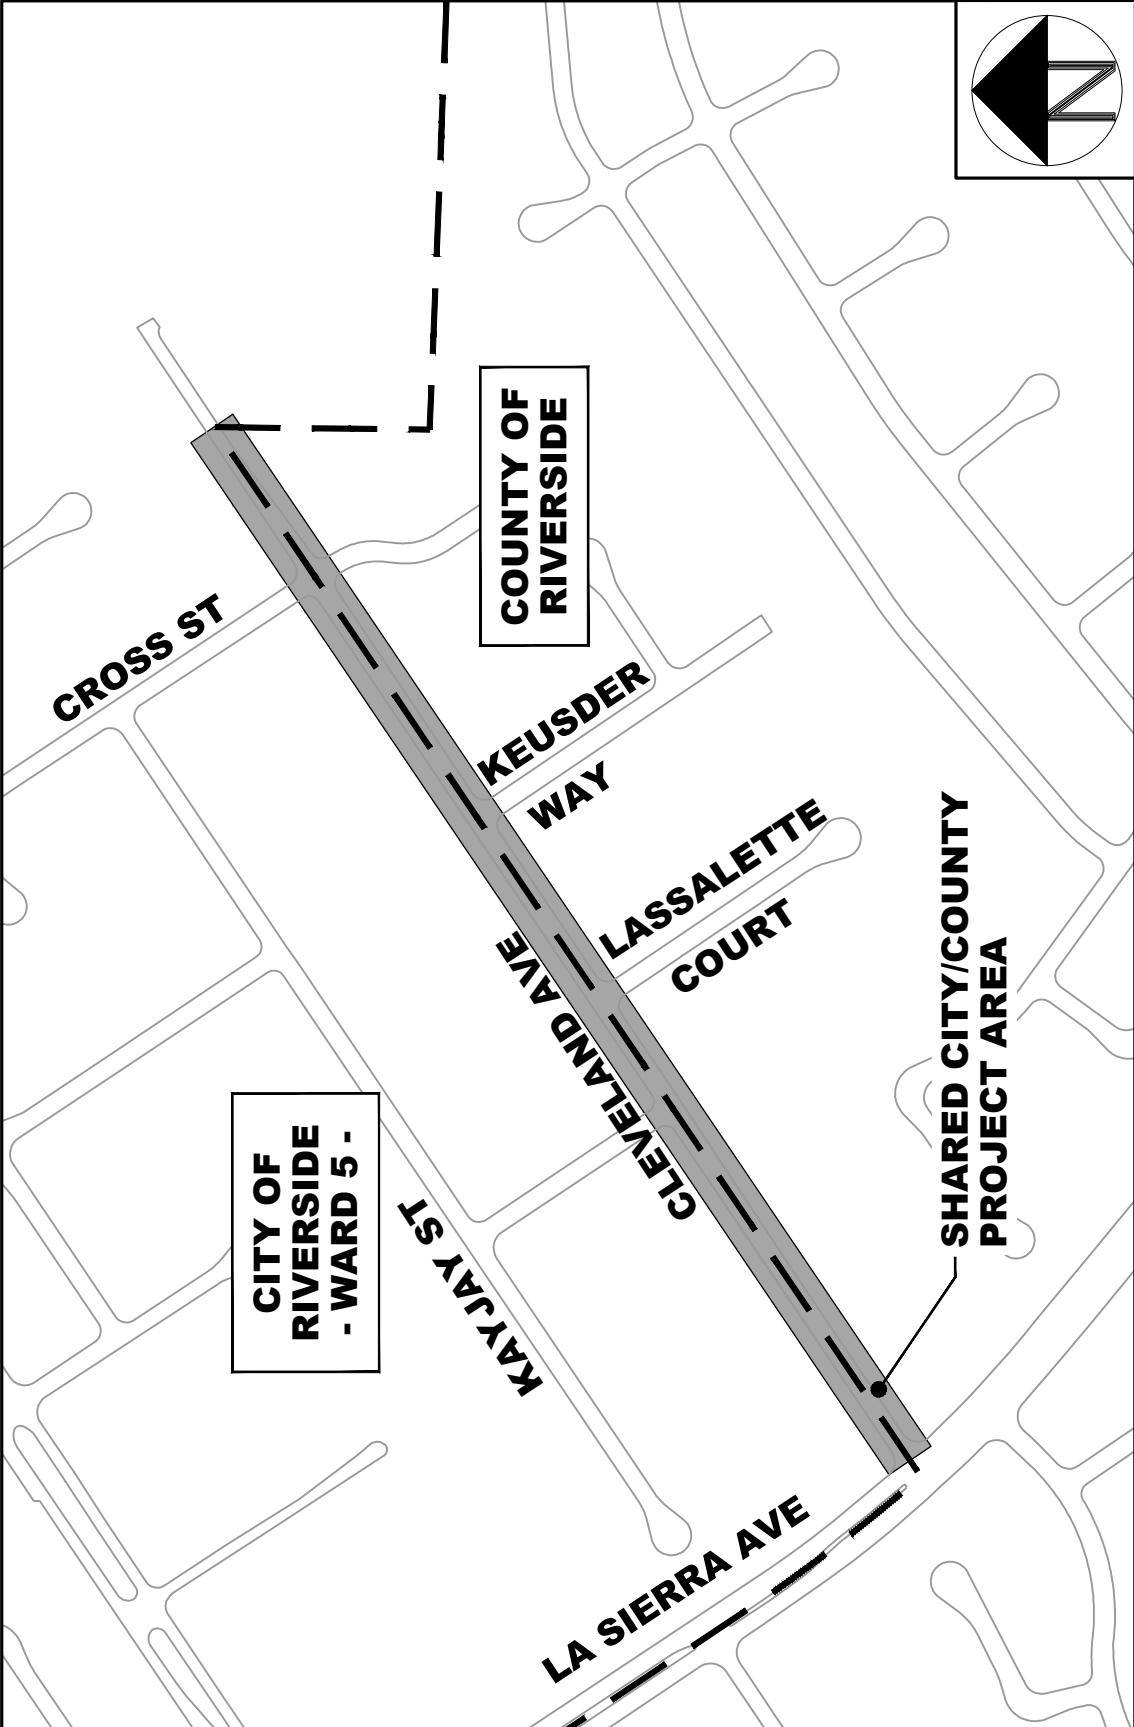 N
CROSS ST
COUNTY OF
RIVERSIDE
KEUSDER
WAY
LASSALETTE
COURT
CLEVELAND AVE
CITY OF
RIVERSIDE
- WARD 5 -
KAYJAY ST
SHARED CITY/COUNTY
PROJECT AREA
LA SIERRA AVE